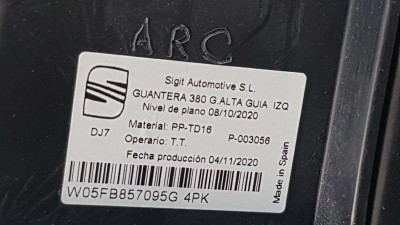 ARC
Sigit Automotive S.L.
GUANTERA 380 G.ALTA GUIA IZQ
Nivel de plano 08/10/2020
DJ7
Material: PP-TD16 P-003056
Operario: T.T.
Fecha producción 04/11/2020
Made in Spain
W05FB857095G 4PK